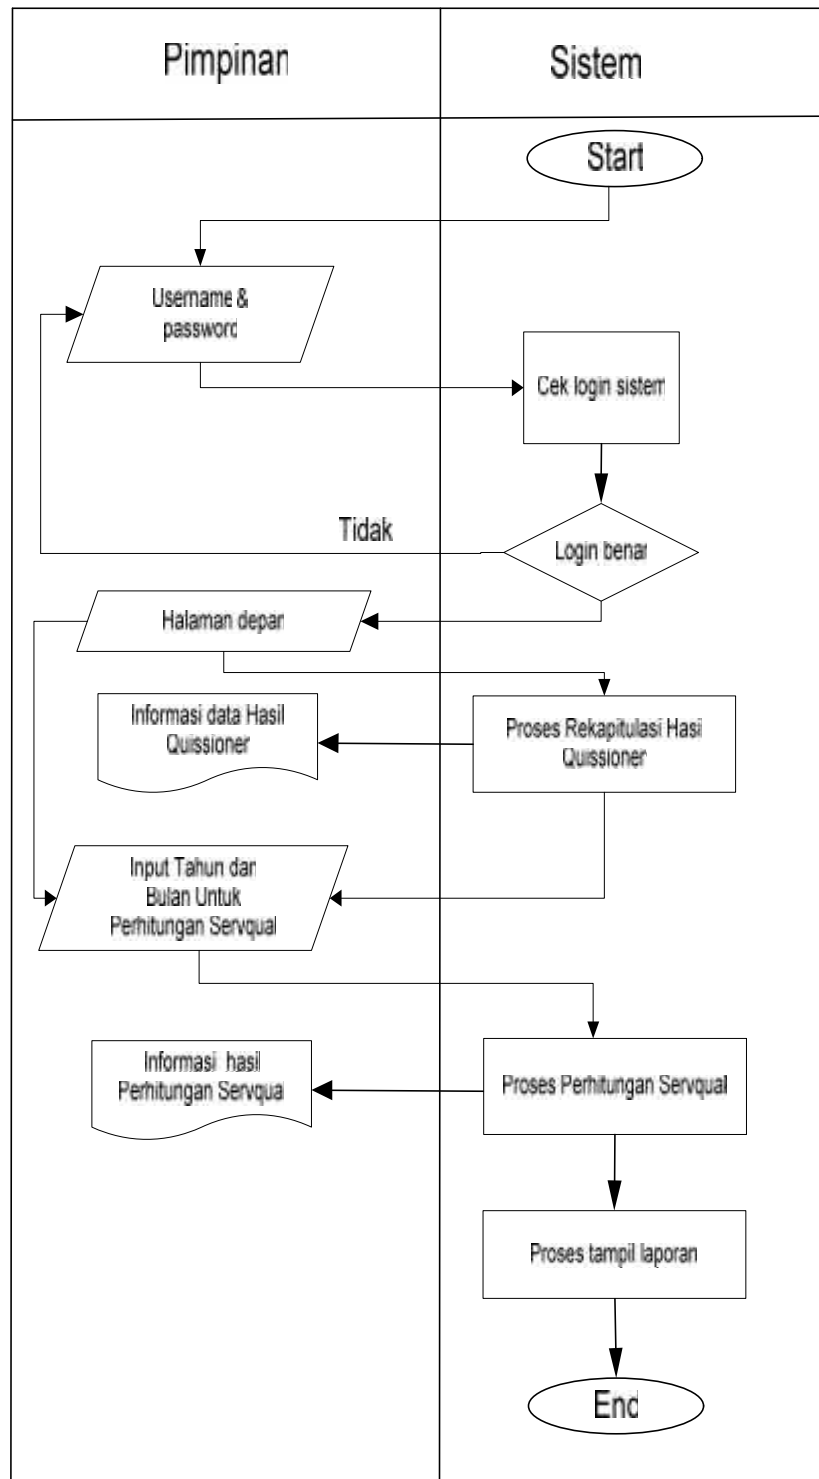 Pimpinan
Sistem
Start
Username &
password
Cek login sistem
Tidak
Login benar
Halaman depan
Informasi data Hasil
Quissioner
Proses Rekapitulasi Hasi
Quissioner
Input Tahun dan
Bulan Untuk
Perhitungan Servqual
Informasi hasil
Perhitungan Servqual
Proses Perhitungan Servqual
Proses tampil laporan
End